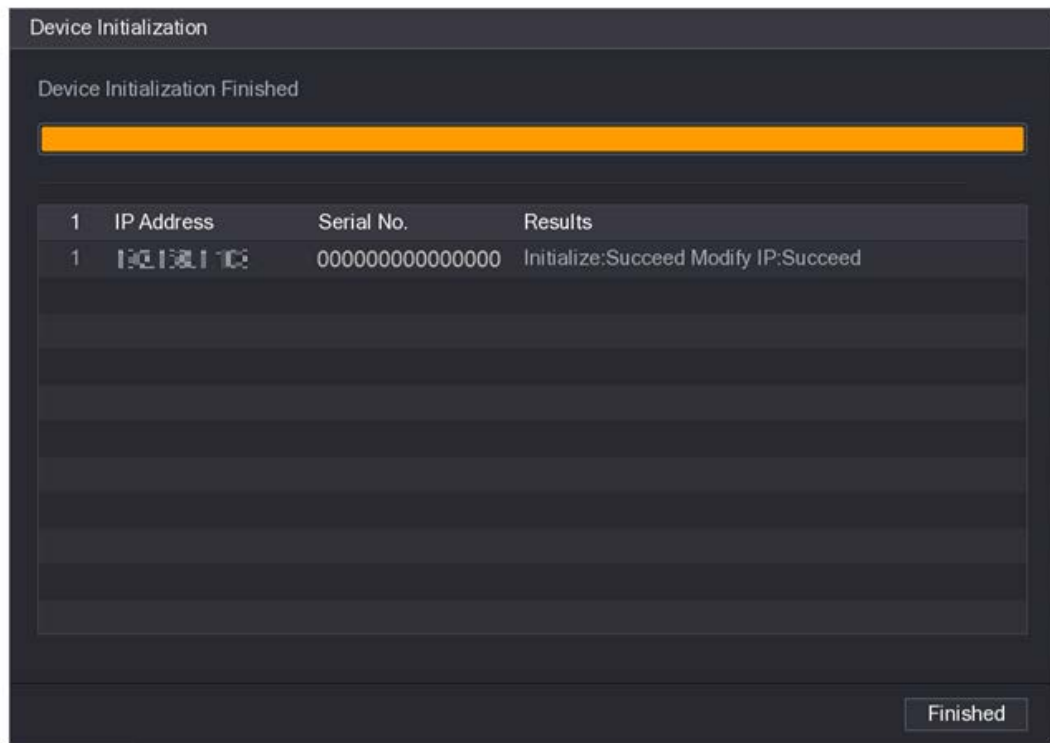 Device Initialization
Device Initialization Finished
1 IP Address Serial No. Results
1 000000000000000 Initialize:Succeed Modify IP:Succeed
Finished